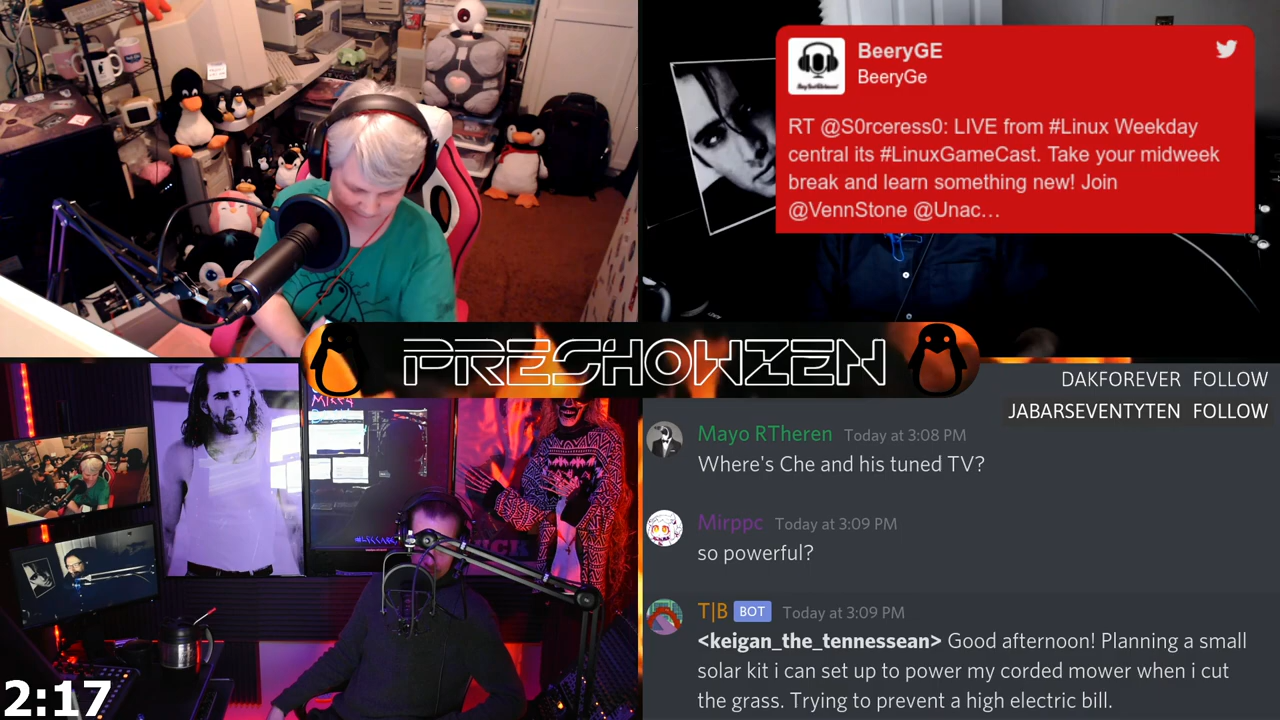 BeeryGE
BeeryGe
RT @S0rceress0: LIVE from #Linux Weekday
central its #LinuxGameCast. Take your midweek
break and learn something new! Join
@VennStone @Unac…
PRESHOWZEN
DAKFOREVER FOLLOW
JABARSEVENTYTEN FOLLOW
Mayo RTheren Today at 3:08 PM
Where's Che and his tuned TV?
Mirppc Today at 3:09 PM
so powerful?
T|B BOT Today at 3:09 PM
<keigan_the_tennessean> Good afternoon! Planning a small
solar kit i can set up to power my corded mower when i cut
the grass. Trying to prevent a high electric bill.
2:17